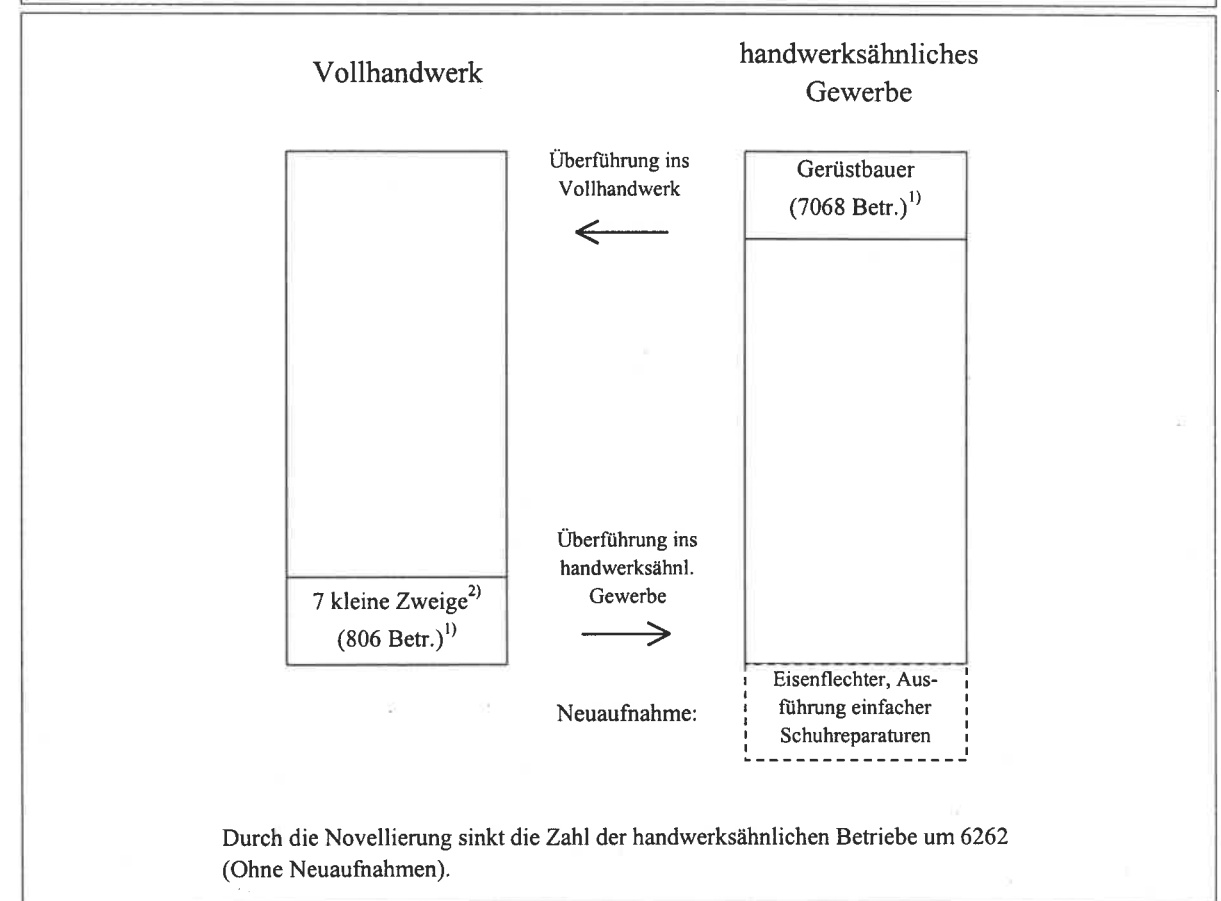 Vollhandwerk
handwerksähnliches
Gewerbe
Überführung ins
Vollhandwerk
Gerüstbauer
(7068 Betr.)1)
Überführung ins
handwerksähnl.
Gewerbe
7 kleine Zweige2)
(806 Betr.)1)
Neuaufnahme:
Eisenflechter, Aus-
führung einfacher
Schuhreparaturen
Durch die Novellierung sinkt die Zahl der handwerksähnlichen Betriebe um 6262
(Ohne Neuaufnahmen).